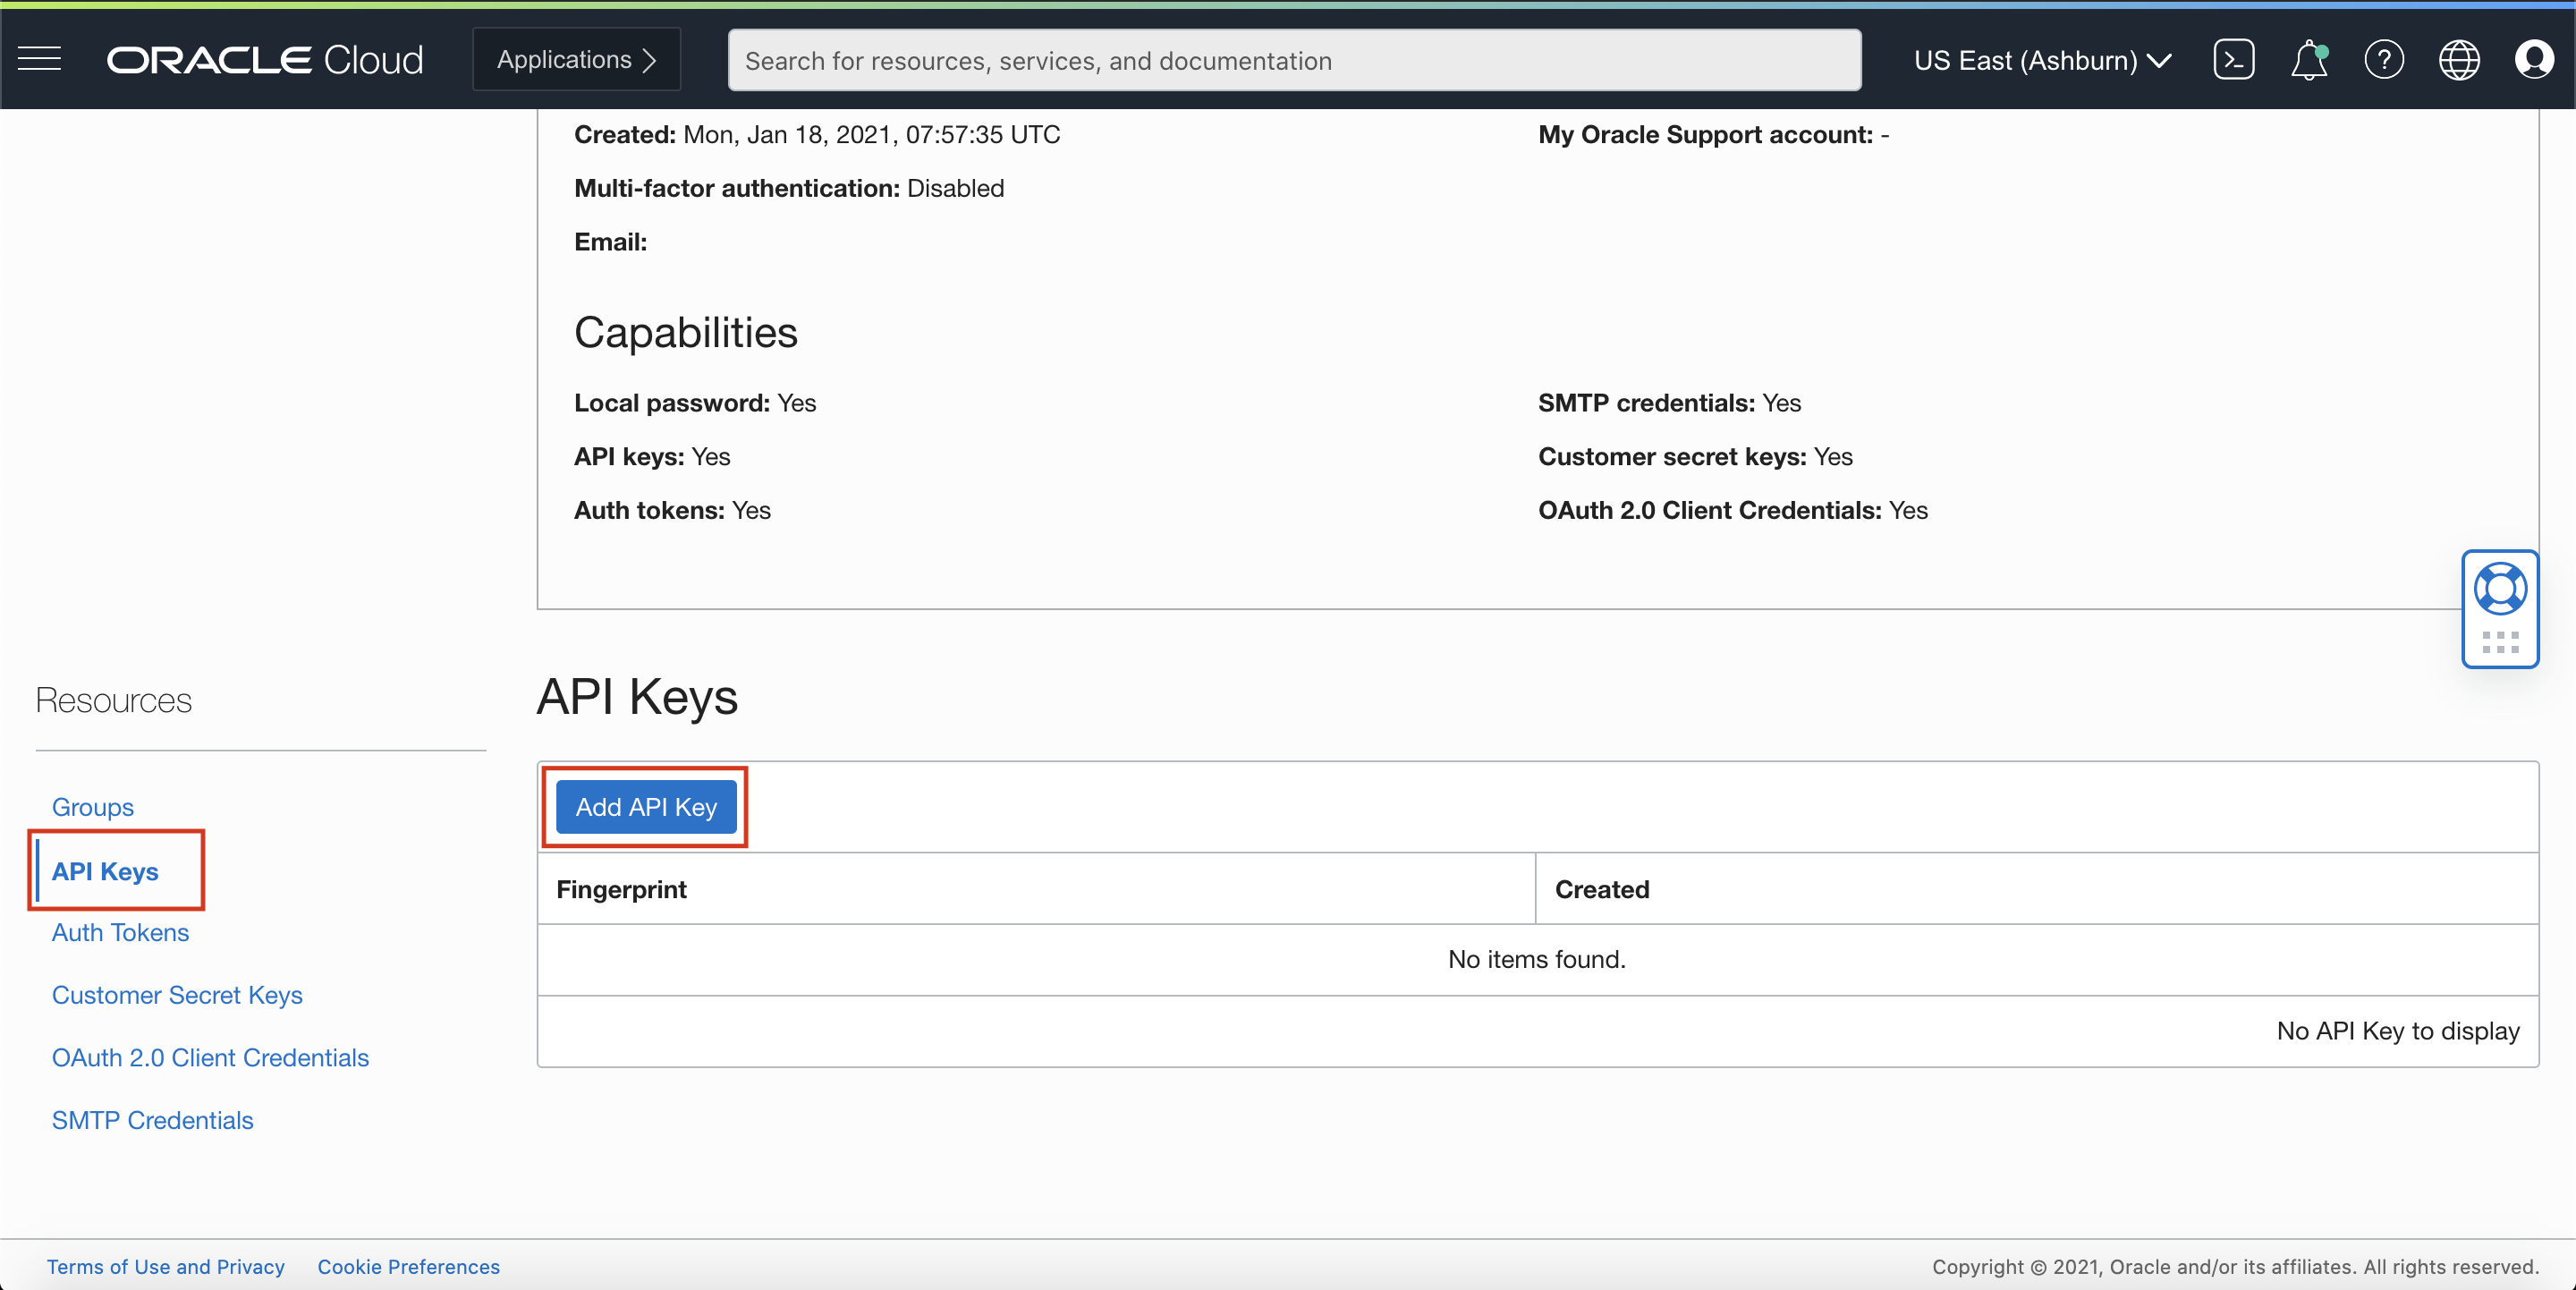 ORACLE Cloud
Applications
Search for resources, services, and documentation
US East (Ashburn)
Created: Mon, Jan 18, 2021, 07:57:35 UTC
My Oracle Support account: -
Multi-factor authentication: Disabled
Email:
Capabilities
Local password: Yes
SMTP credentials: Yes
API keys: Yes
Customer secret keys: Yes
Auth tokens: Yes
OAuth 2.0 Client Credentials: Yes
Resources
Groups
API Keys
Auth Tokens
Customer Secret Keys
OAuth 2.0 Client Credentials
SMTP Credentials
API Keys
Add API Key
Fingerprint
Created
No items found.
No API Key to display
Terms of Use and Privacy
Cookie Preferences
Copyright © 2021, Oracle and/or its affiliates. All rights reserved.